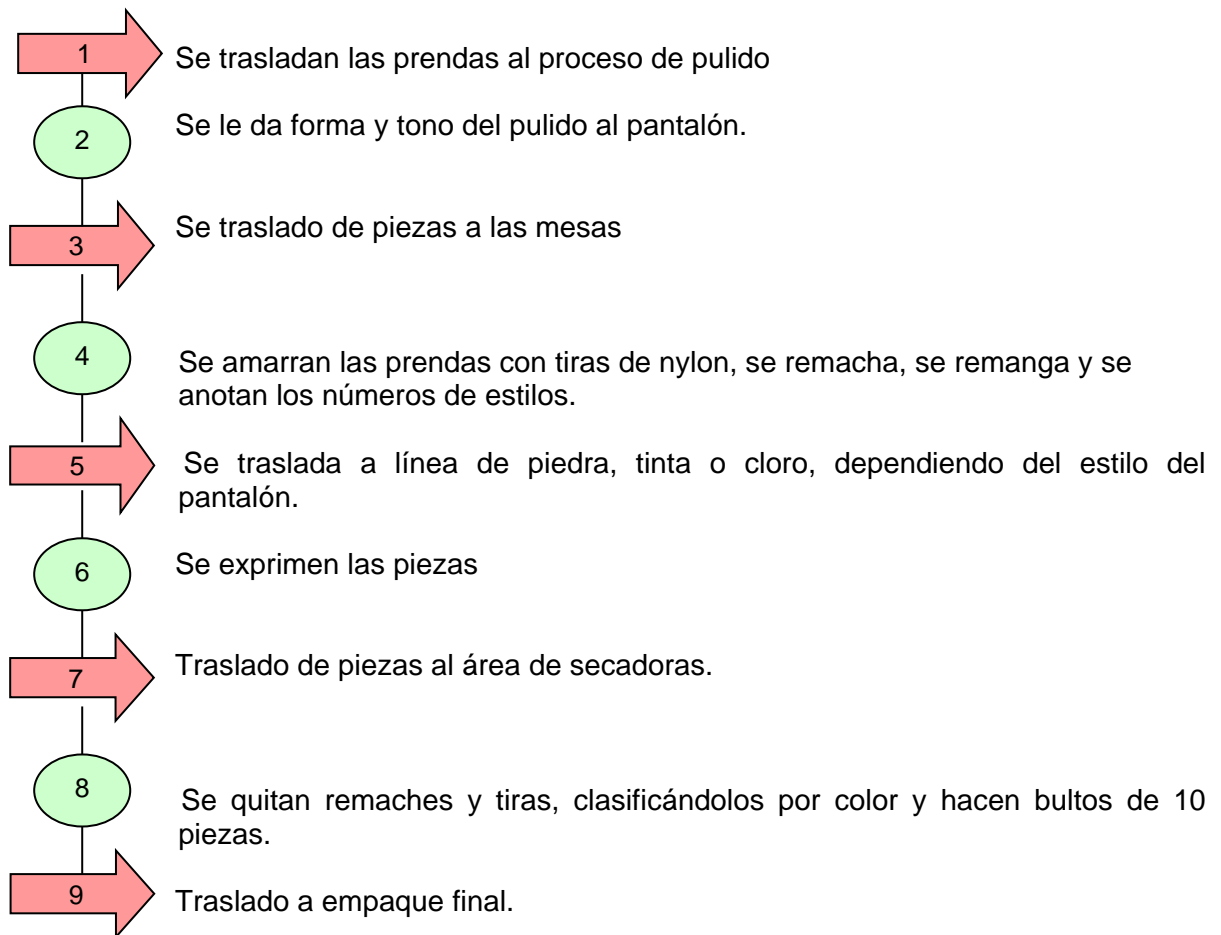 1
Se trasladan las prendas al proceso de pulido
2
Se le da forma y tono del pulido al pantalón.
3
Se traslado de piezas a las mesas
4
Se amarran las prendas con tiras de nylon, se remacha, se remanga y se
anotan los números de estilos.
5
Se traslada a línea de piedra, tinta o cloro, dependiendo del estilo del
pantalón.
6
Se exprimen las piezas
7
Traslado de piezas al área de secadoras.
8
Se quitan remaches y tiras, clasificándolos por color y hacen bultos de 10
piezas.
9
Traslado a empaque final.